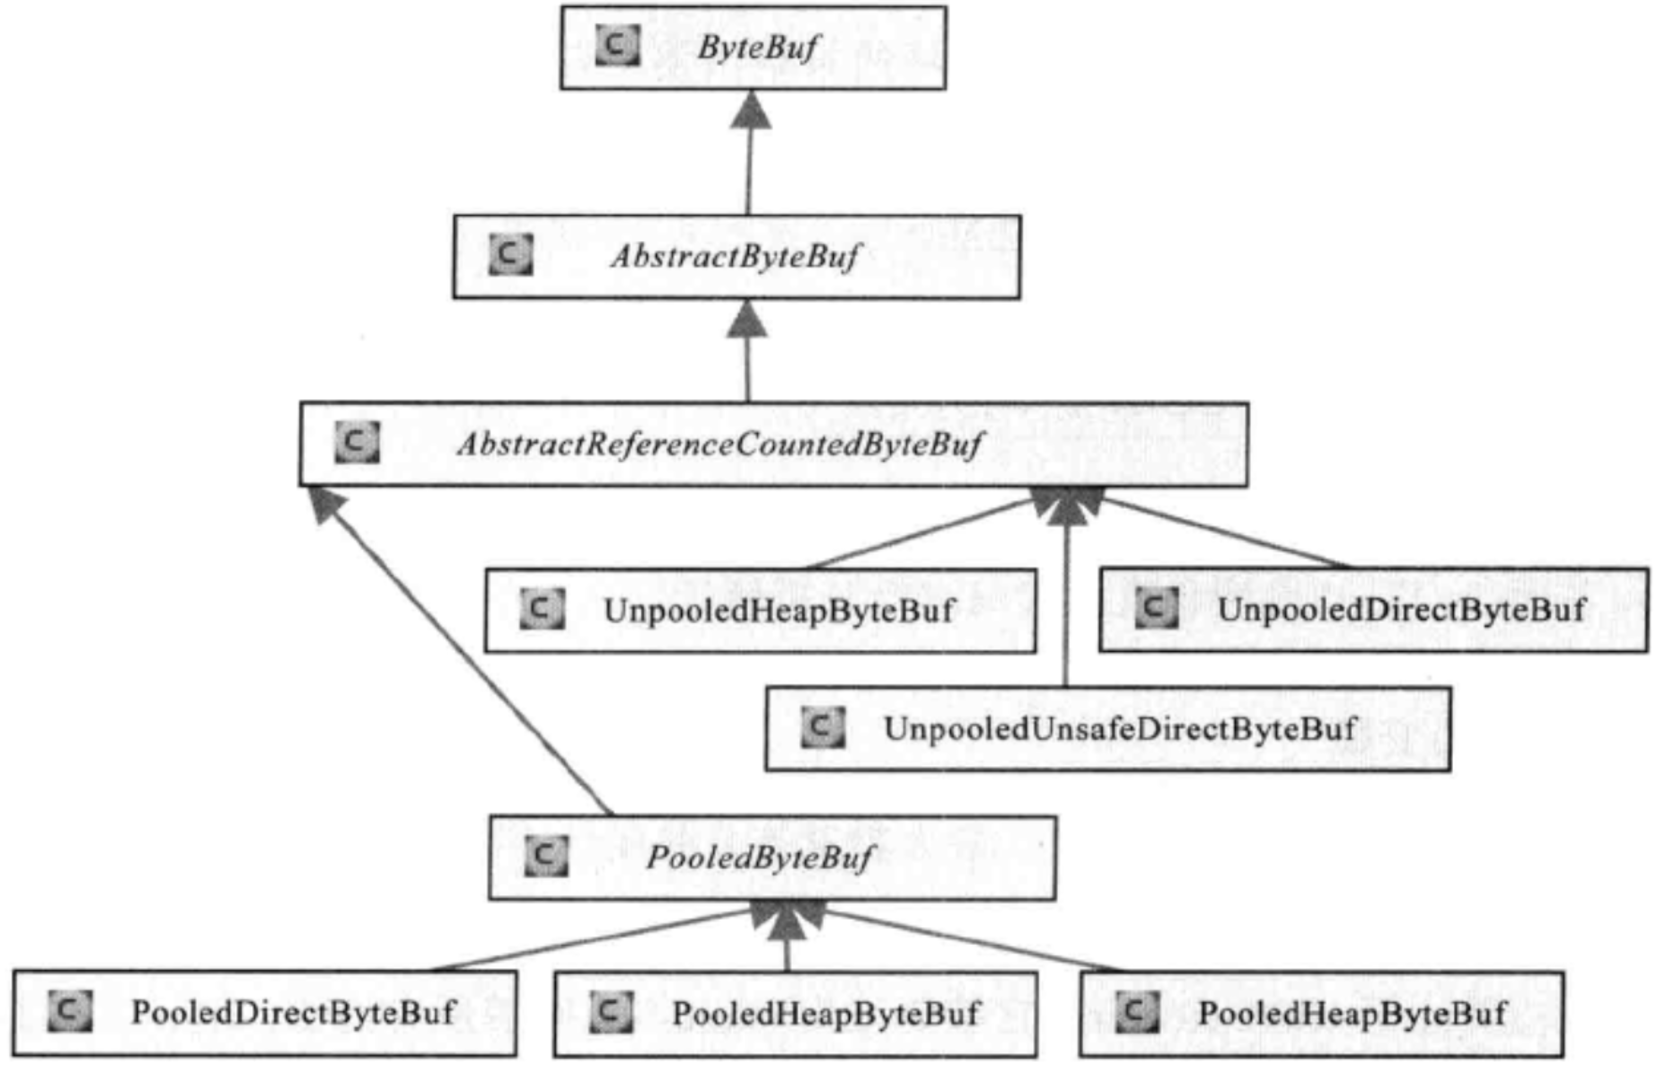 C ByteBuf
C AbstractByteBuf
C AbstractReferenceCountedByteBuf
C UnpooledHeapByteBuf
C UnpooledDirectByteBuf
C UnpooledUnsafeDirectByteBuf
C PooledByteBuf
C PooledDirectByteBuf
C PooledHeapByteBuf
C PooledHeapByteBuf